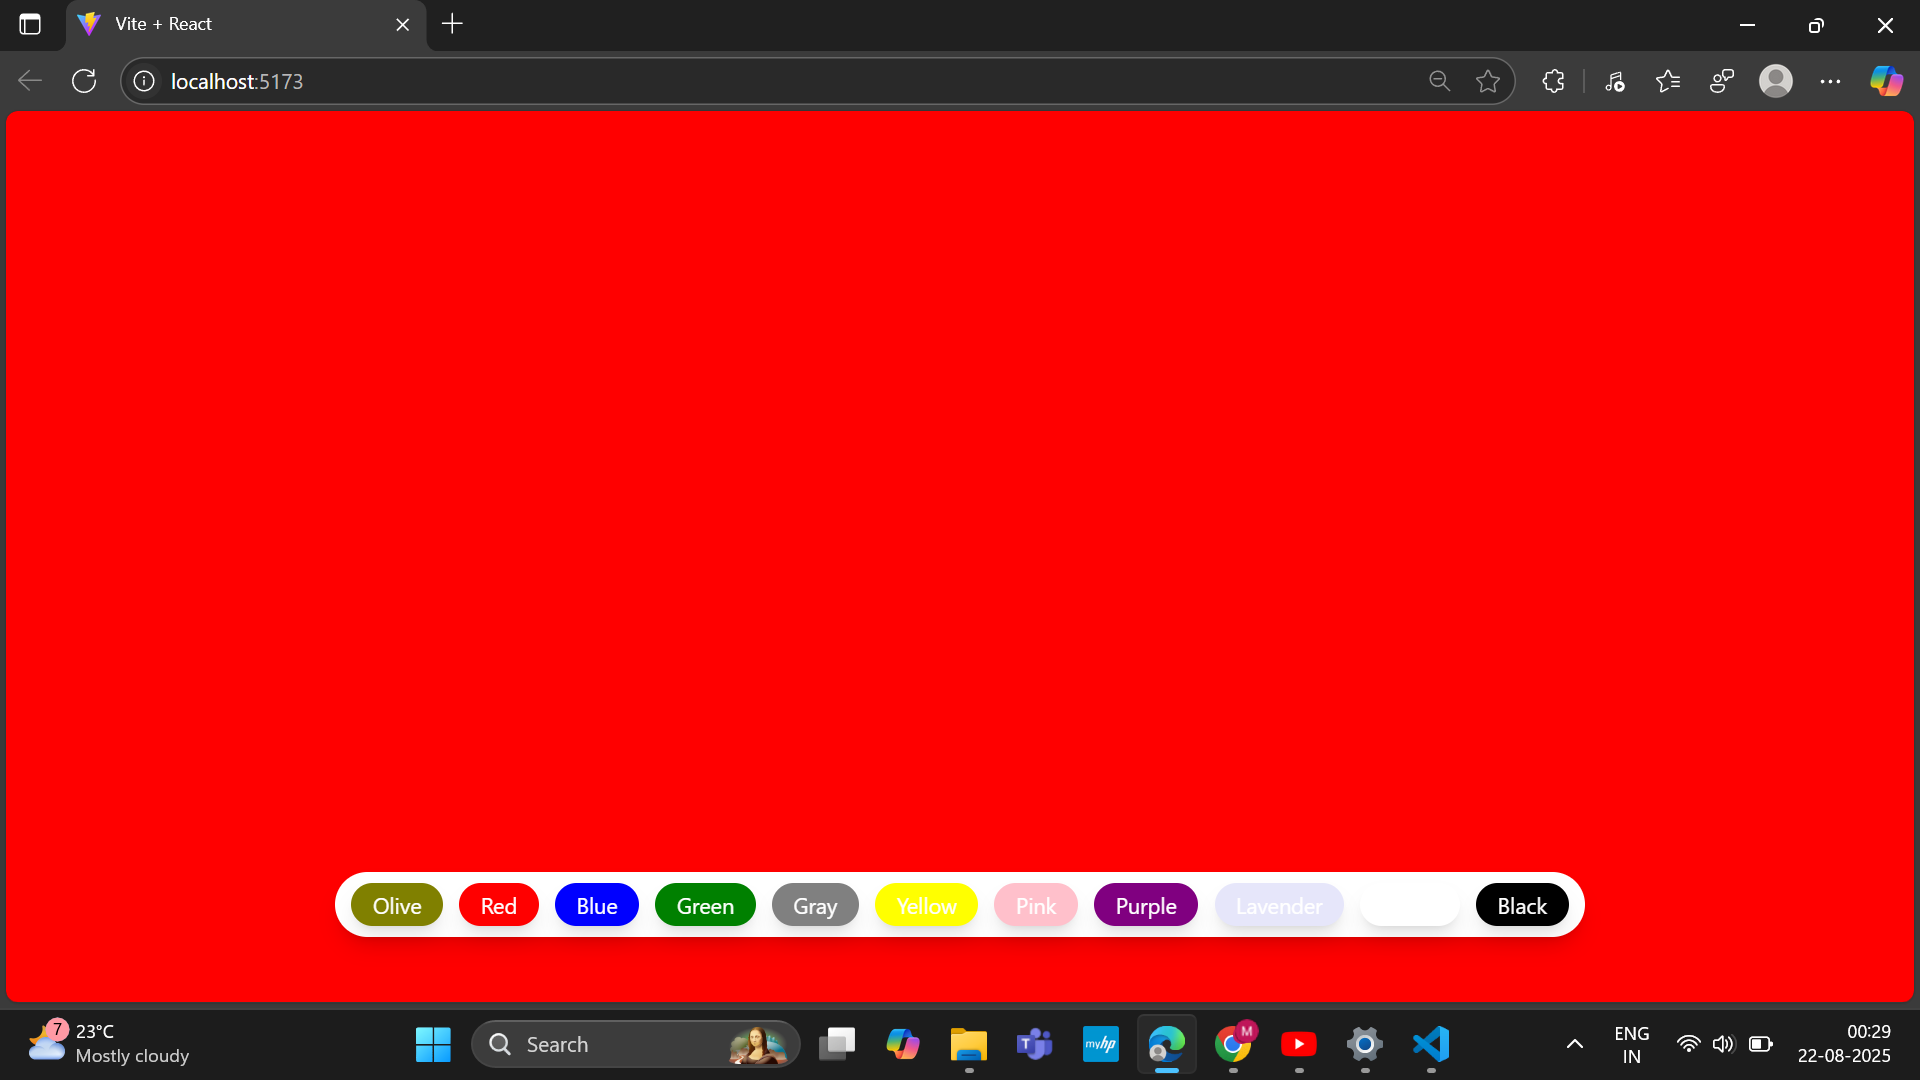 Vite + React
localhost:5173
Olive
Red
Blue
Green
Gray
Yellow
Pink
Purple
Lavender
Black
7
23°C
Mostly cloudy
Search
T
myhp
M
ENG
IN
00:29
22-08-2025